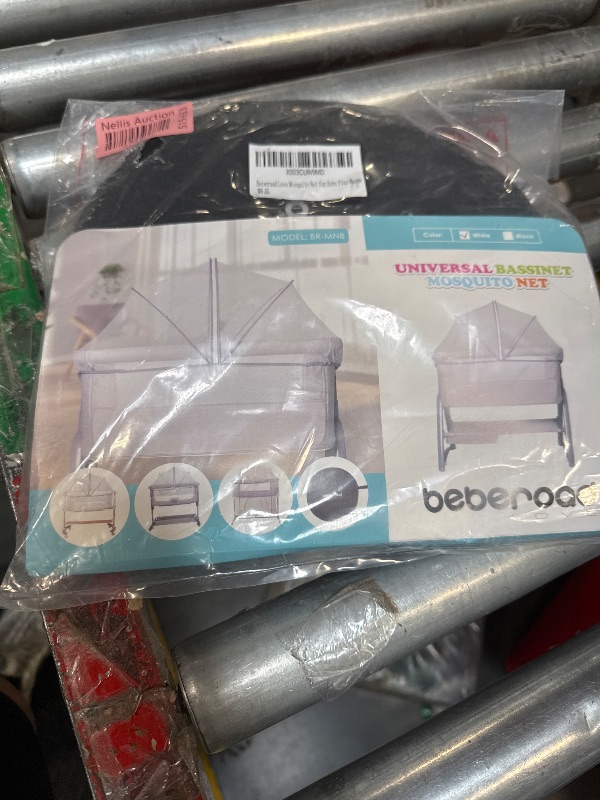 Nellis Auction
MODEL: BR-MNB
Color:
White
Black
UNIVERSAL BASSINET
MOSQUITO NET
beberoad